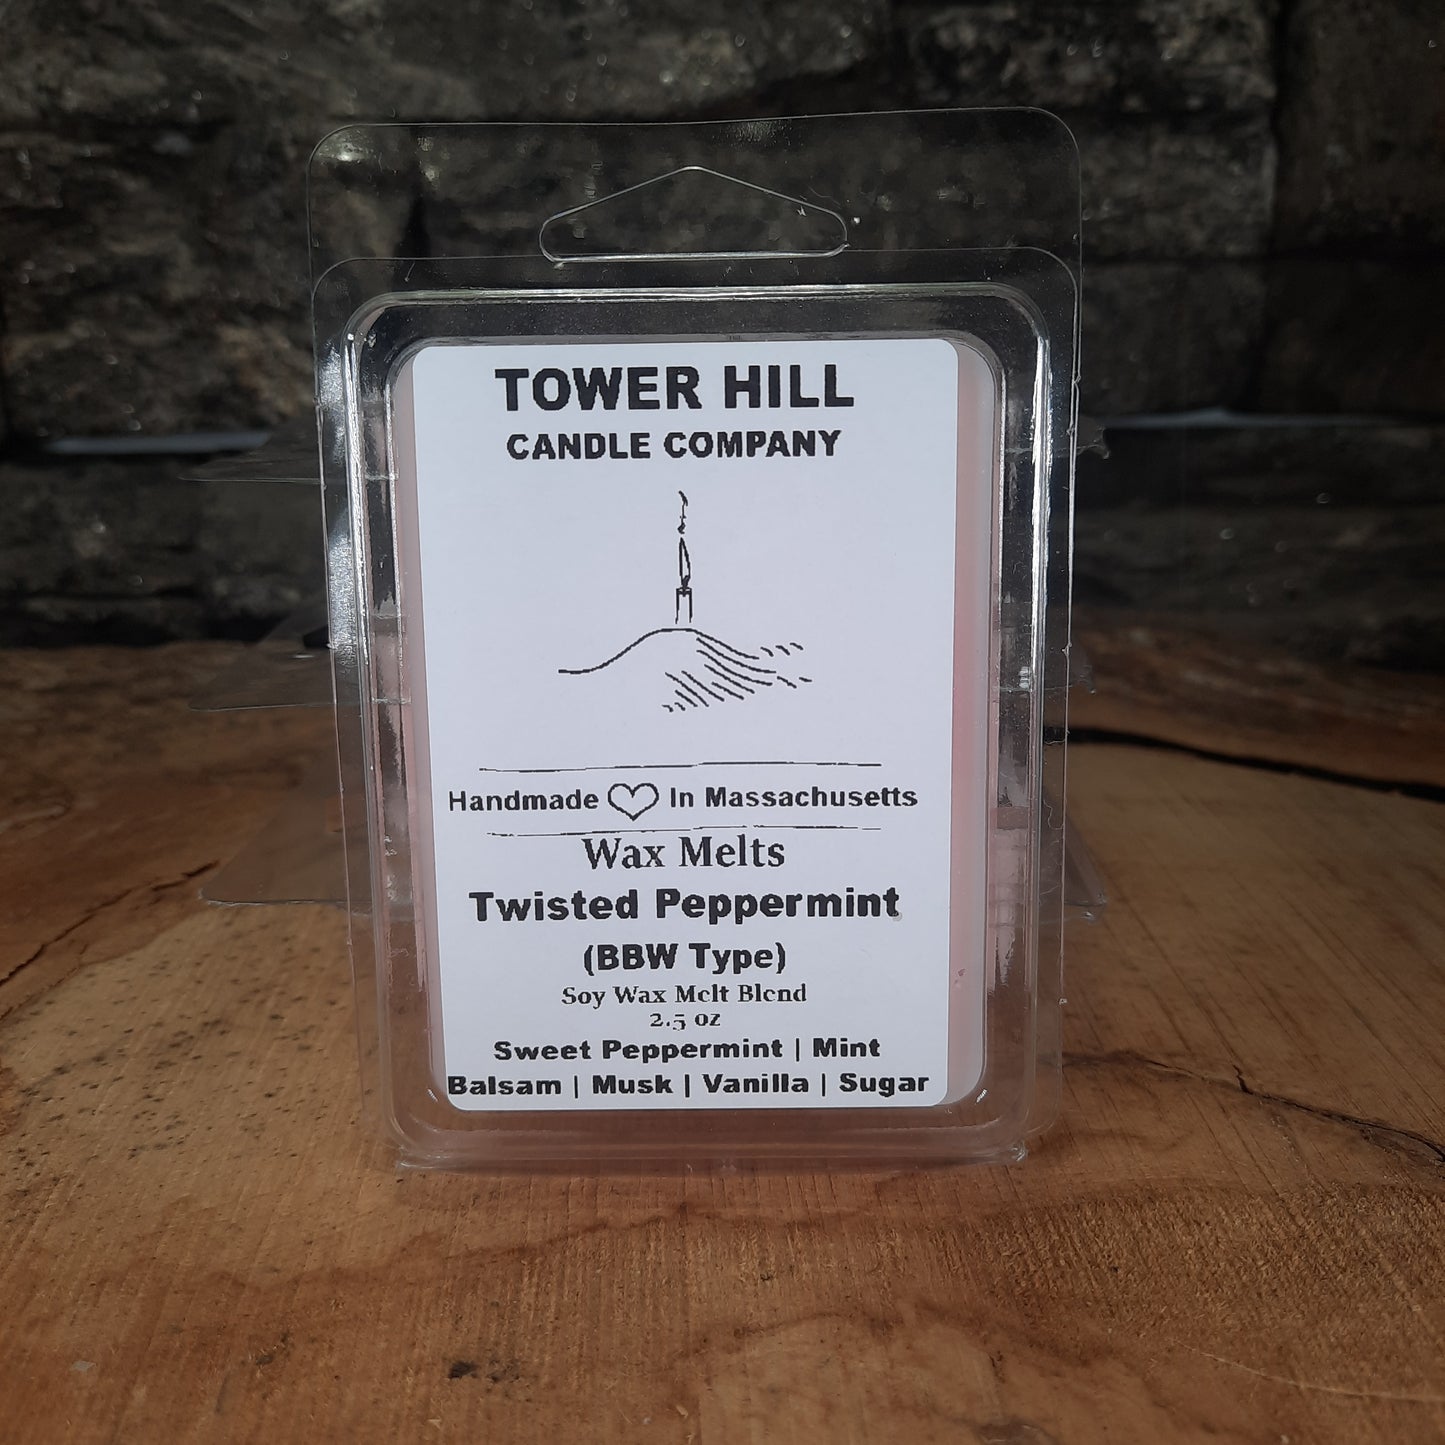 TOWER HILL
CANDLE COMPANY
Handmade ♡ In Massachusetts
Wax Melts
Twisted Peppermint
(BBW Type)
Soy Wax Melt Blend
2.5 oz
Sweet Peppermint | Mint
Balsam | Musk | Vanilla | Sugar